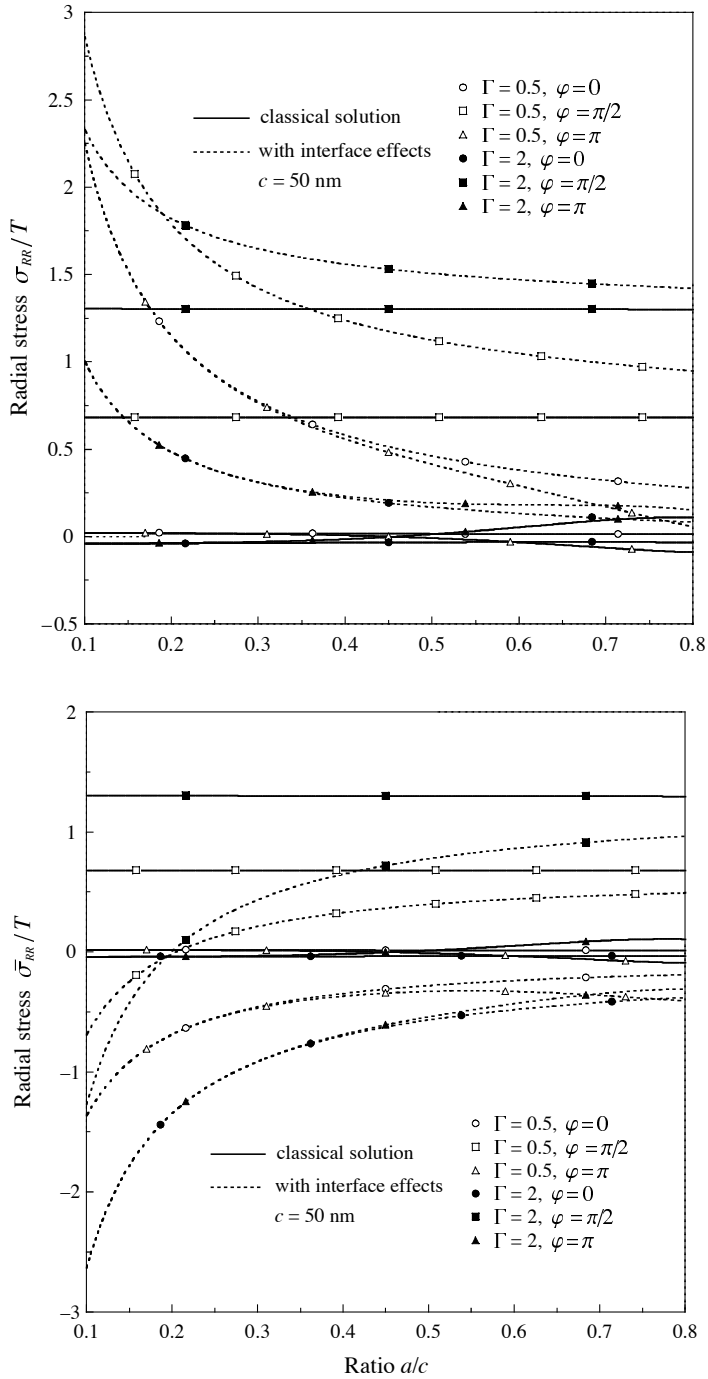 3
2.5
2
1.5
1
0.5
0
−0.5
Radial stress σRR/T
classical solution
with interface effects
c = 50 nm
Γ = 0.5, φ=0
Γ = 0.5, φ=π/2
Γ = 0.5, φ=π
Γ = 2, φ=0
Γ = 2, φ=π/2
Γ = 2, φ=π
0.1 0.2 0.3 0.4 0.5 0.6 0.7 0.8
2
1
0
−1
−2
−3
Radial stress σ̄RR/T
classical solution
with interface effects
c = 50 nm
Γ = 0.5, φ=0
Γ = 0.5, φ=π/2
Γ = 0.5, φ=π
Γ = 2, φ=0
Γ = 2, φ=π/2
Γ = 2, φ=π
0.1 0.2 0.3 0.4 0.5 0.6 0.7 0.8
Ratio a/c